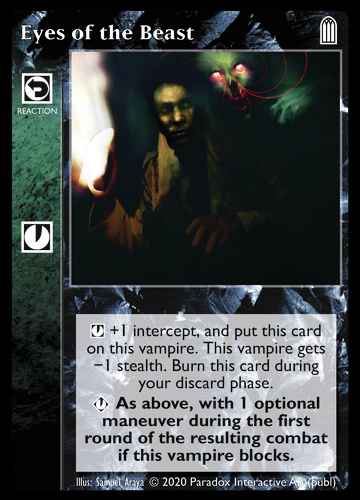 Eyes of the Beast
REACTION
+1 intercept, and put this card
on this vampire. This vampire gets
−1 stealth. Burn this card during
your discard phase.
As above, with 1 optional
maneuver during the first
round of the resulting combat
if this vampire blocks.
Illus: Samuel Araya © 2020 Paradox Interactive AB (publ)